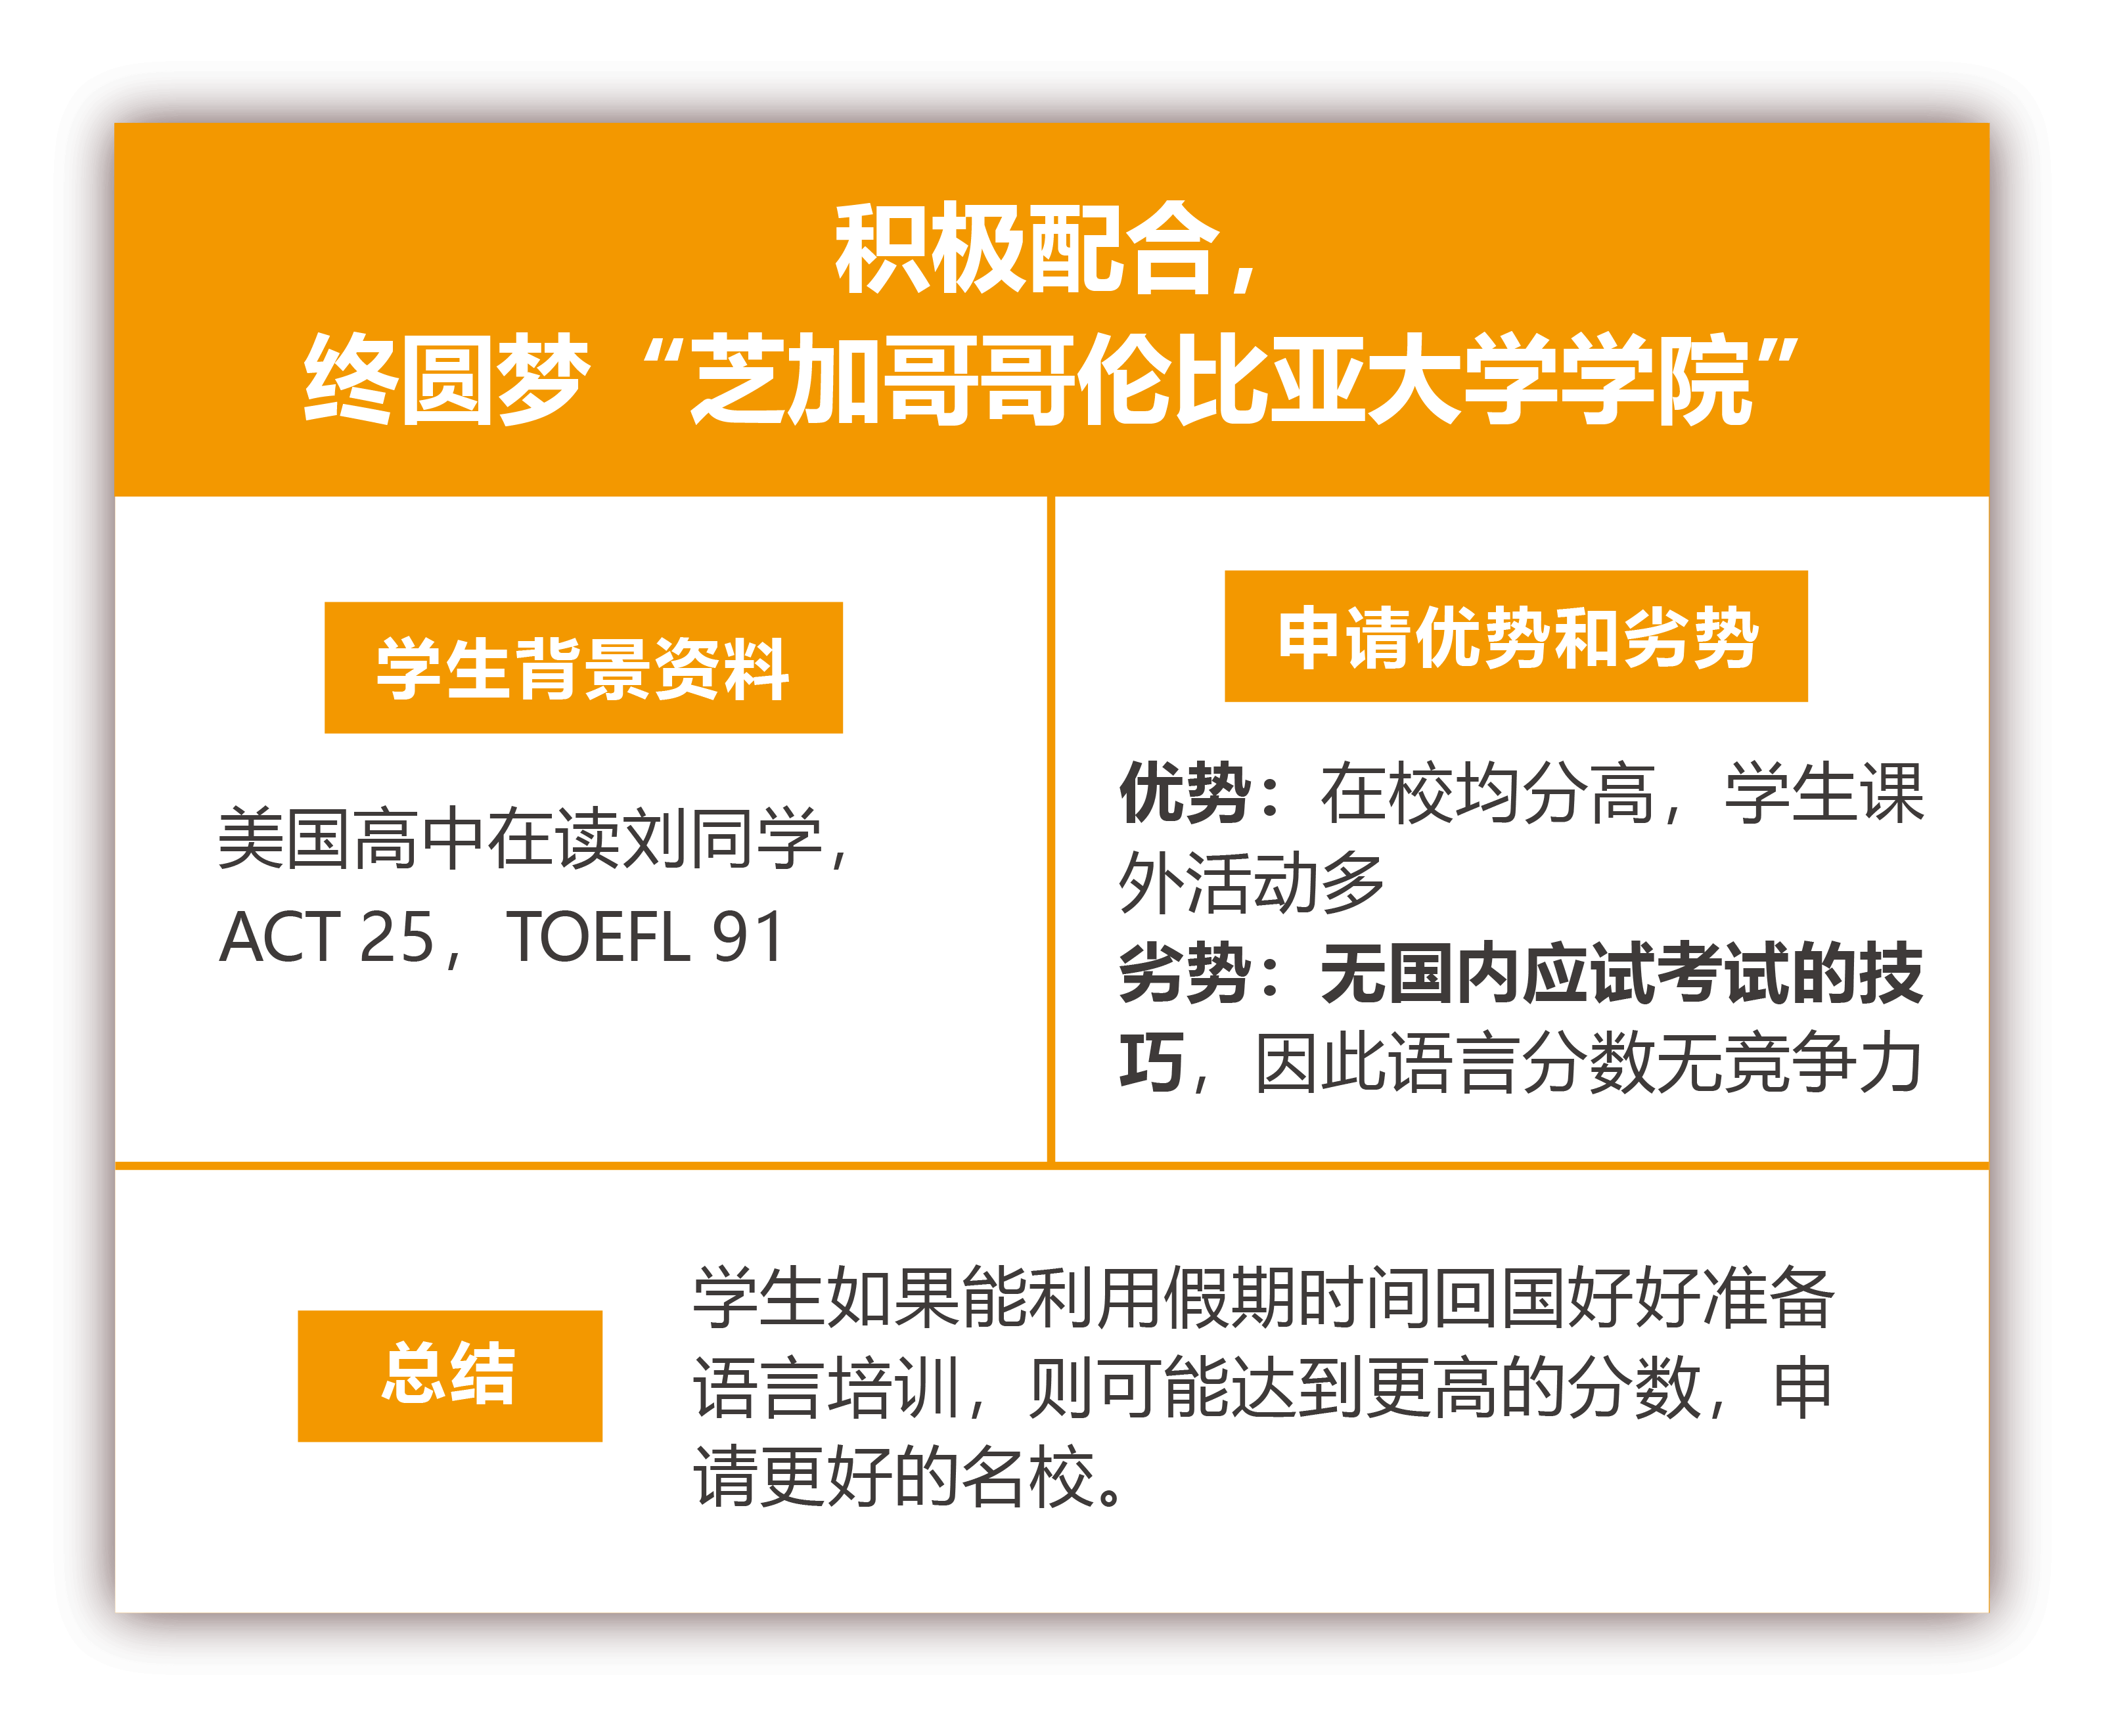 积极配合，
终圆梦“芝加哥哥伦比亚大学学院”
学生背景资料
美国高中在读刘同学，
ACT 25，TOEFL 91
申请优势和劣势
优势：在校均分高，学生课
外活动多
劣势：无国内应试考试的技
巧，因此语言分数无竞争力
总结
学生如果能利用假期时间回国好好准备
语言培训，则可能达到更高的分数，申
请更好的名校。